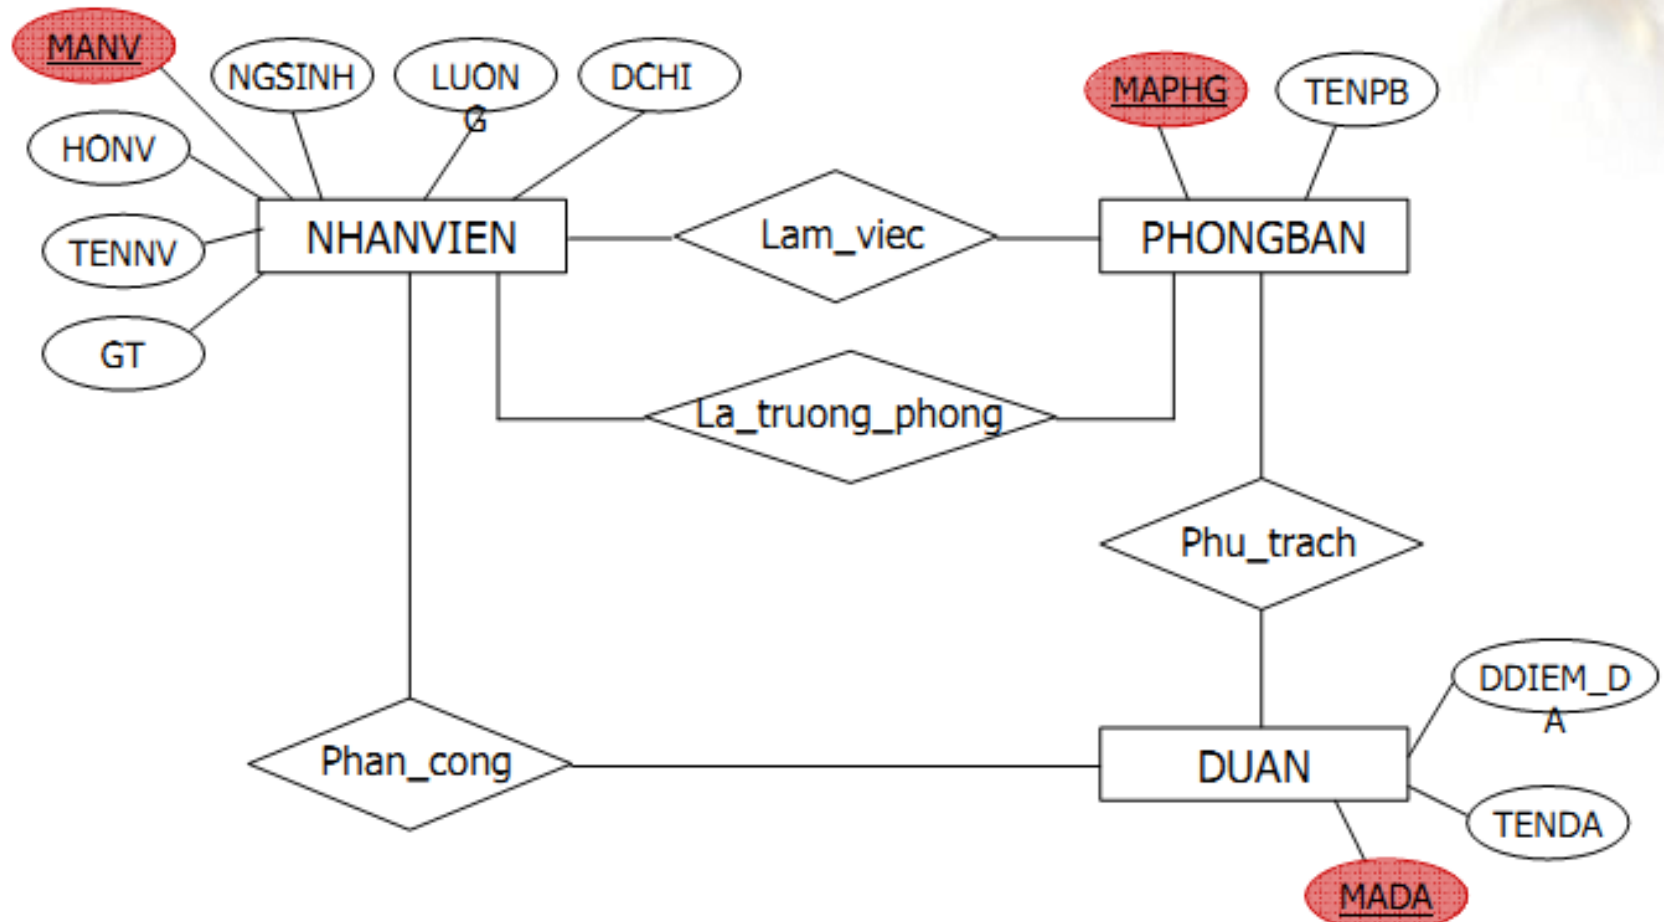 MANV
NGSINH
LUON
G
DCHI
MAPHG
TENPB
HONV
TENNV
GT
NHANVIEN
Lam_viec
PHONGBAN
La_truong_phong
Phu_trach
Phan_cong
DUAN
DDIEM_D
A
TENDA
MADA